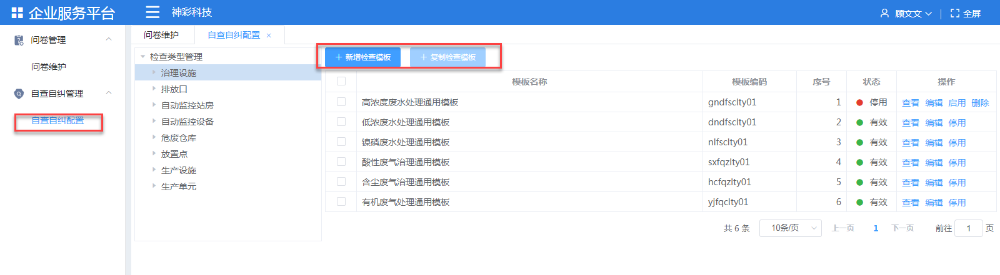 企业服务平台
神彩科技
顾文文 | 全屏
问卷管理
问卷维护
自查自纠管理
自查自纠配置
问卷维护 自查自纠配置 ×
检查类型管理
治理设施
排放口
自动监控站房
自动监控设备
危废仓库
放置点
生产设施
生产单元
+ 新增检查模板 + 复制检查模板
模板名称 模板编码 序号 状态 操作
高浓度废水处理通用模板 gndfsclty01 1 停用 查看 编辑 启用 删除
低浓废水处理通用模板 dndfsclty01 2 有效 查看 编辑 停用
镍磷废水处理通用模板 nlfsclty01 3 有效 查看 编辑 停用
酸性废气治理通用模板 sxfqzlty01 4 有效 查看 编辑 停用
含尘废气治理通用模板 hcfqzlty01 5 有效 查看 编辑 停用
有机废气处理通用模板 yjfqclty01 6 有效 查看 编辑 停用
共 6 条 10条/页 上一页 1 下一页 前往 1 页